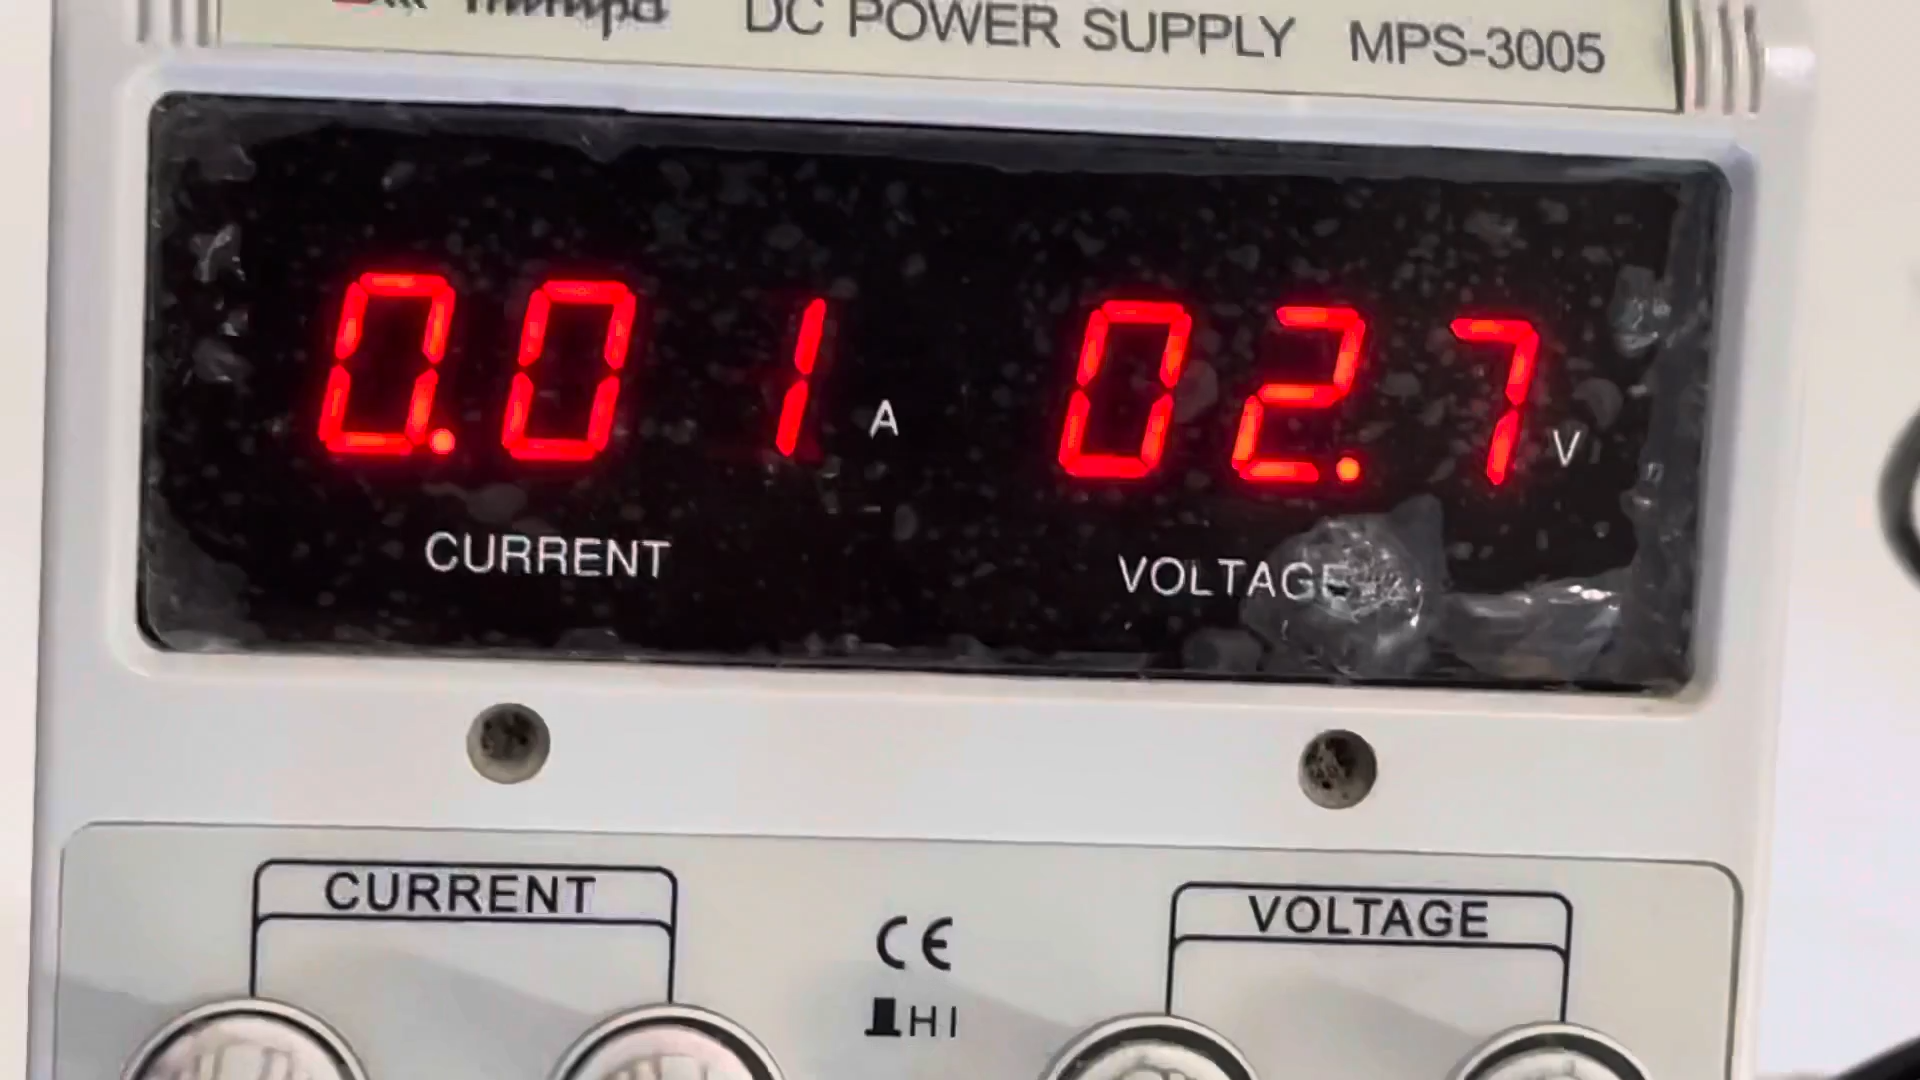 DC POWER SUPPLY MPS-3005
0.01 A 02.7 V
CURRENT VOLTAGE
CURRENT VOLTAGE
CE
HI